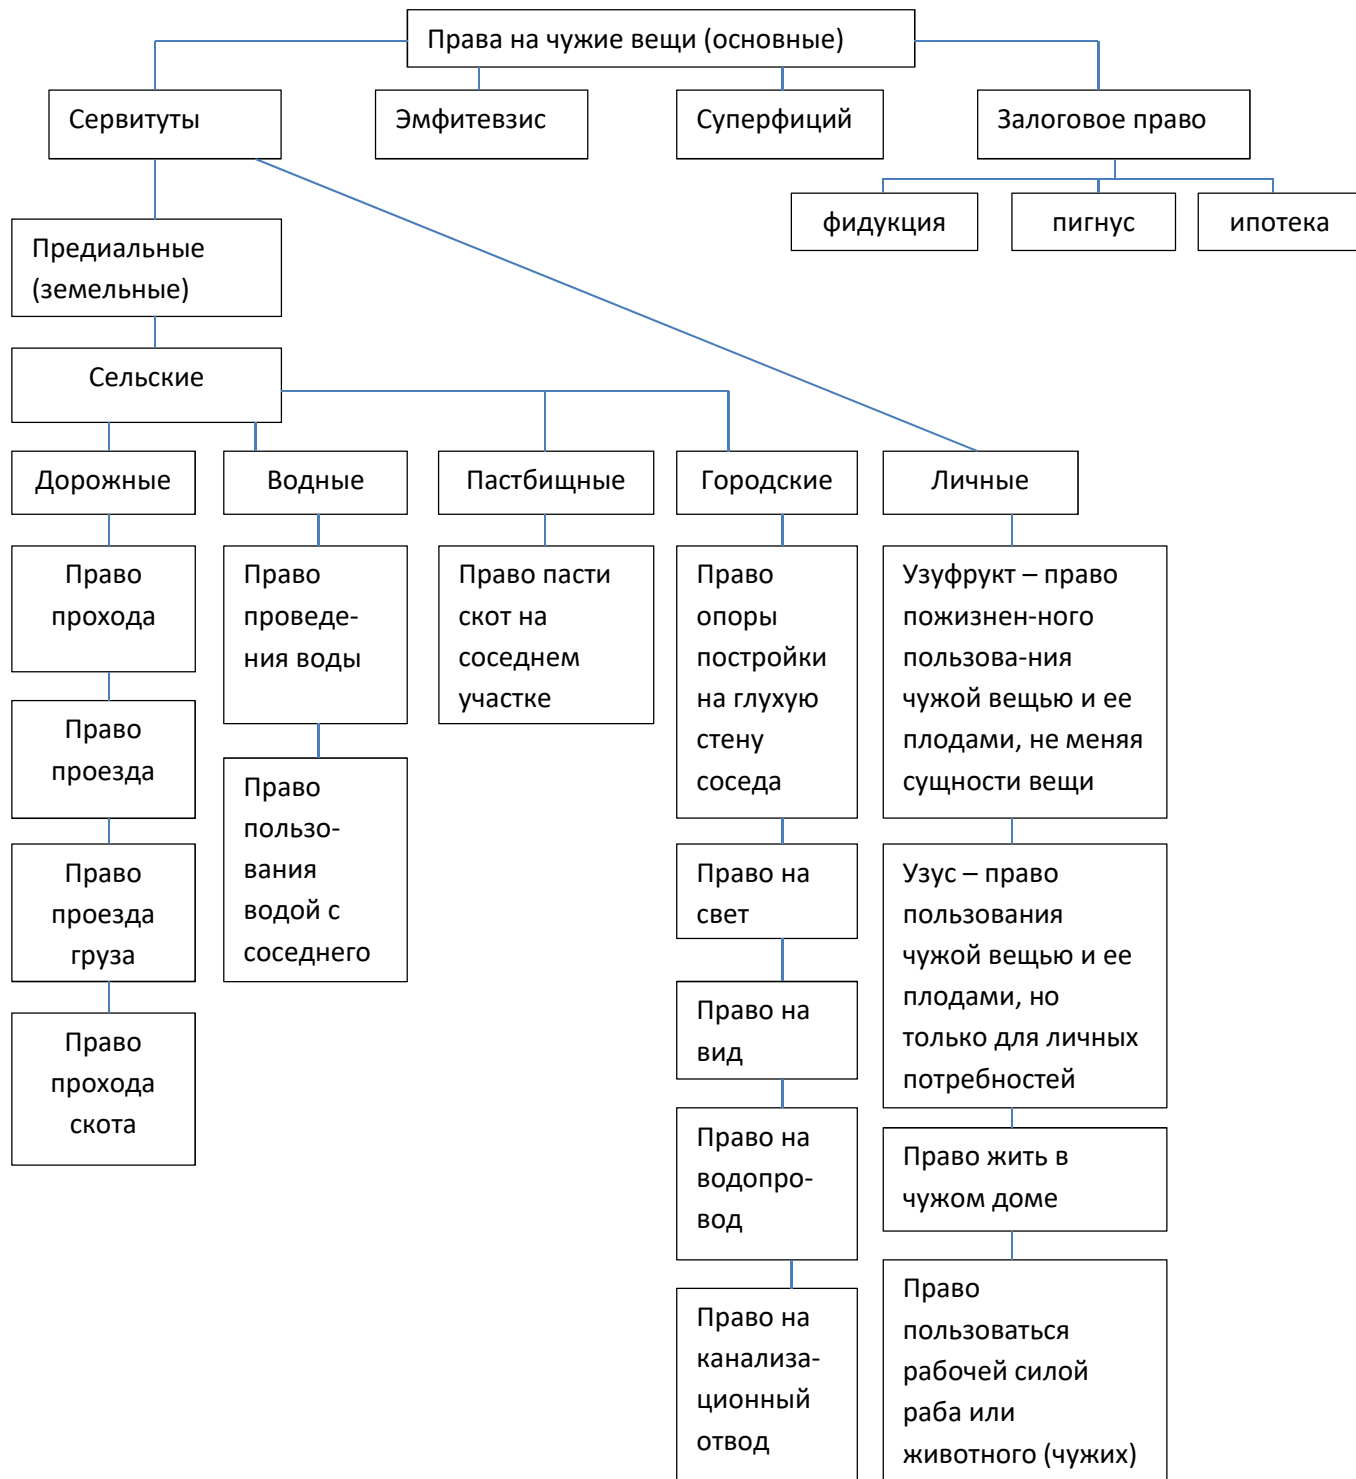 Права на чужие вещи (основные)
Сервитуты
Эмфитевзис
Суперфиций
Залоговое право
фидукция
пигнус
ипотека
Предиальные
(земельные)
Сельские
Дорожные
Водные
Пастбищные
Городские
Личные
Право
прохода
Право
проезда
Право
проезда
груза
Право
прохода
скота
Право
проведе-
ния воды
Право
пользо-
вания
водой с
соседнего
Право пасти
скот на
соседнем
участке
Право
опоры
постройки
на глухую
стену
соседа
Право на
свет
Право на
вид
Право на
водопро-
вод
Право на
канализа-
ционный
отвод
Узуфрукт – право
пожизнен-ного
пользова-ния
чужой вещью и ее
плодами, не меняя
сущности вещи
Узус – право
пользования
чужой вещью и ее
плодами, но
только для личных
потребностей
Право жить в
чужом доме
Право
пользоваться
рабочей силой
раба или
животного (чужих)